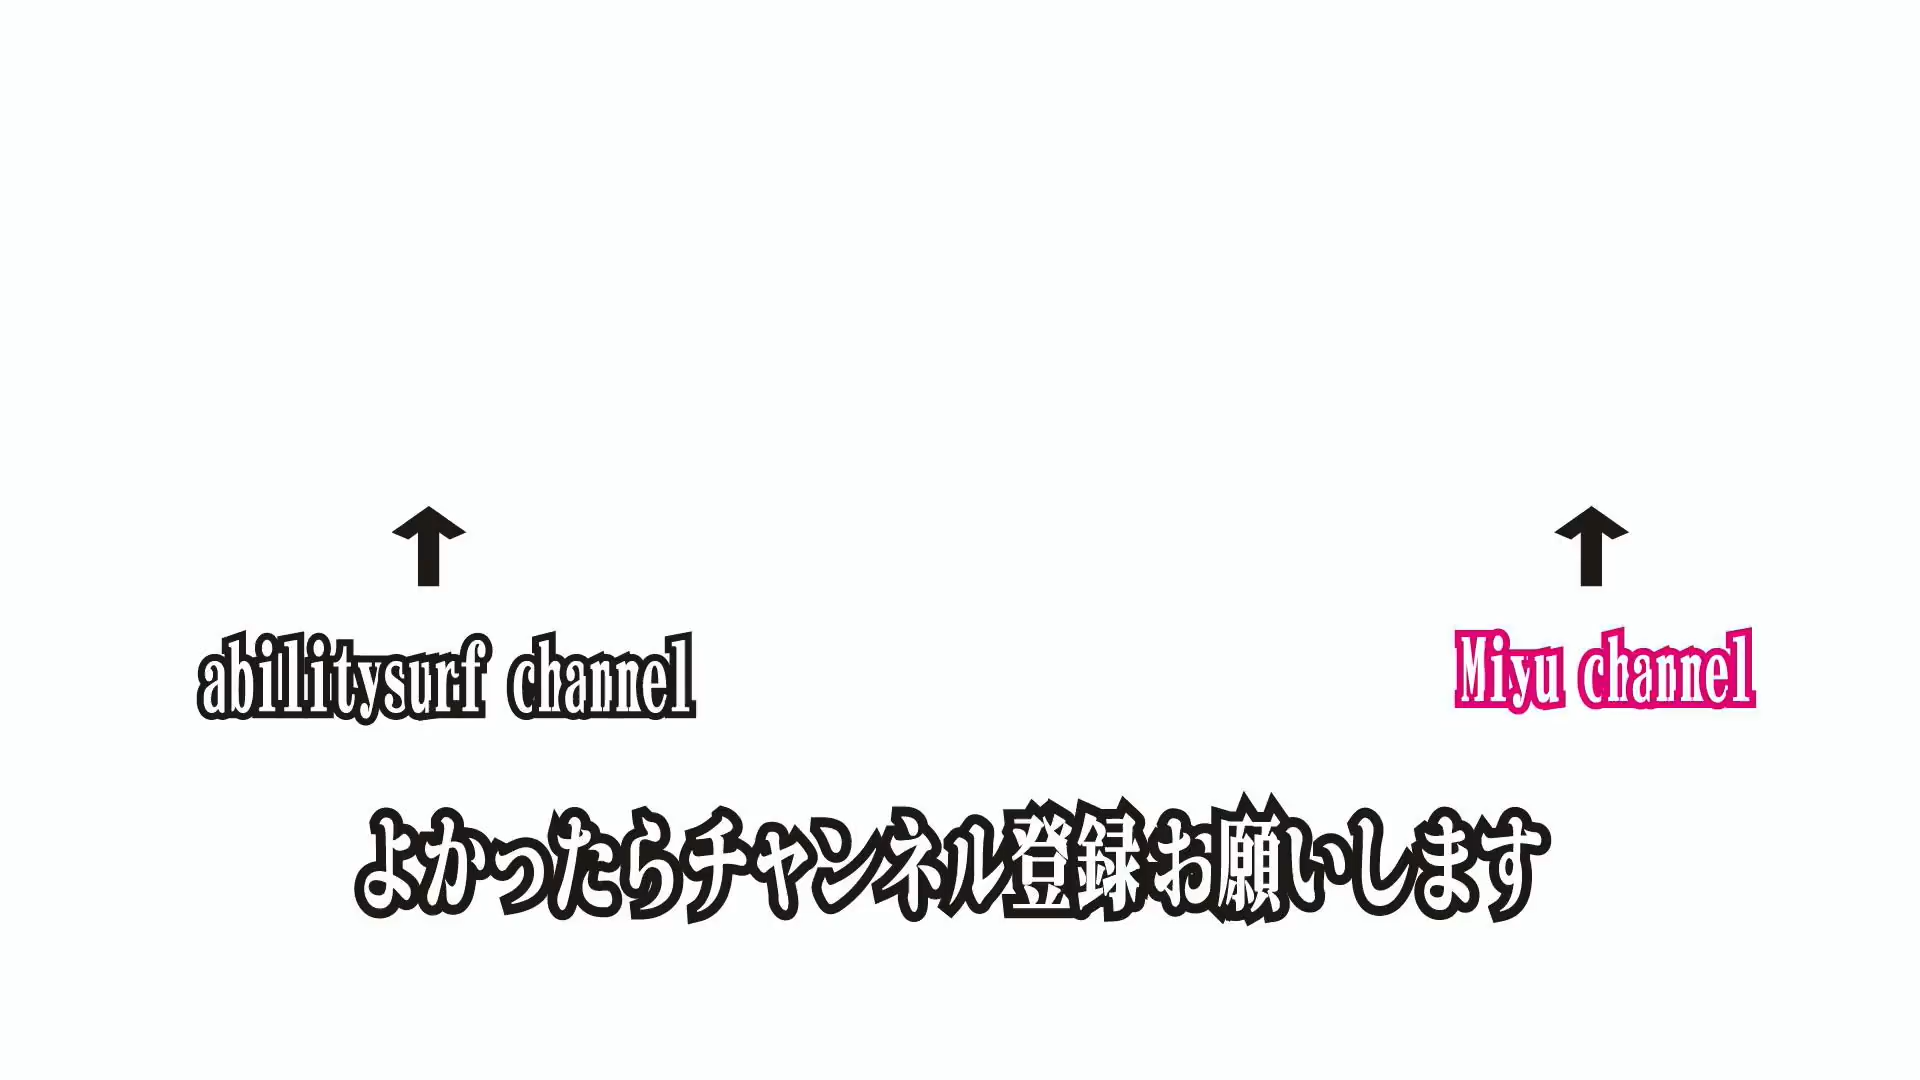 abilitysurf channel
Miyu channel
よかったらチャンネル登録お願いします